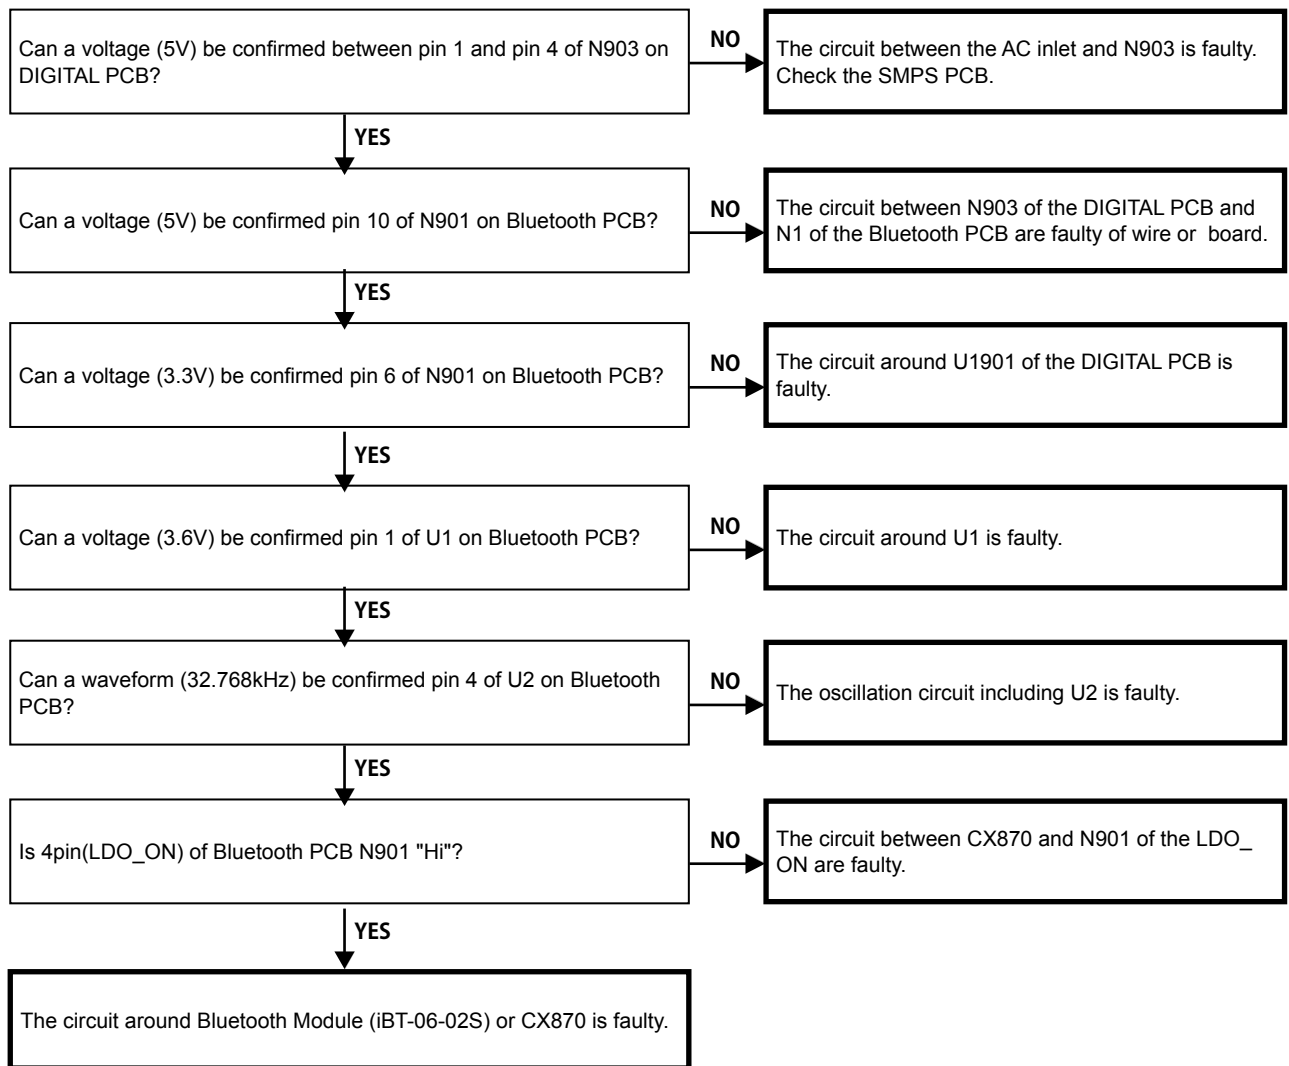 Can a voltage (5V) be confirmed between pin 1 and pin 4 of N903 on
DIGITAL PCB?
NO
The circuit between the AC inlet and N903 is faulty.
Check the SMPS PCB.
YES
Can a voltage (5V) be confirmed pin 10 of N901 on Bluetooth PCB?
NO
The circuit between N903 of the DIGITAL PCB and
N1 of the Bluetooth PCB are faulty of wire or  board.
YES
Can a voltage (3.3V) be confirmed pin 6 of N901 on Bluetooth PCB?
NO
The circuit around U1901 of the DIGITAL PCB is
faulty.
YES
Can a voltage (3.6V) be confirmed pin 1 of U1 on Bluetooth PCB?
NO
The circuit around U1 is faulty.
YES
Can a waveform (32.768kHz) be confirmed pin 4 of U2 on Bluetooth
PCB?
NO
The oscillation circuit including U2 is faulty.
YES
Is 4pin(LDO_ON) of Bluetooth PCB N901 "Hi"?
NO
The circuit between CX870 and N901 of the LDO_
ON are faulty.
YES
The circuit around Bluetooth Module (iBT-06-02S) or CX870 is faulty.